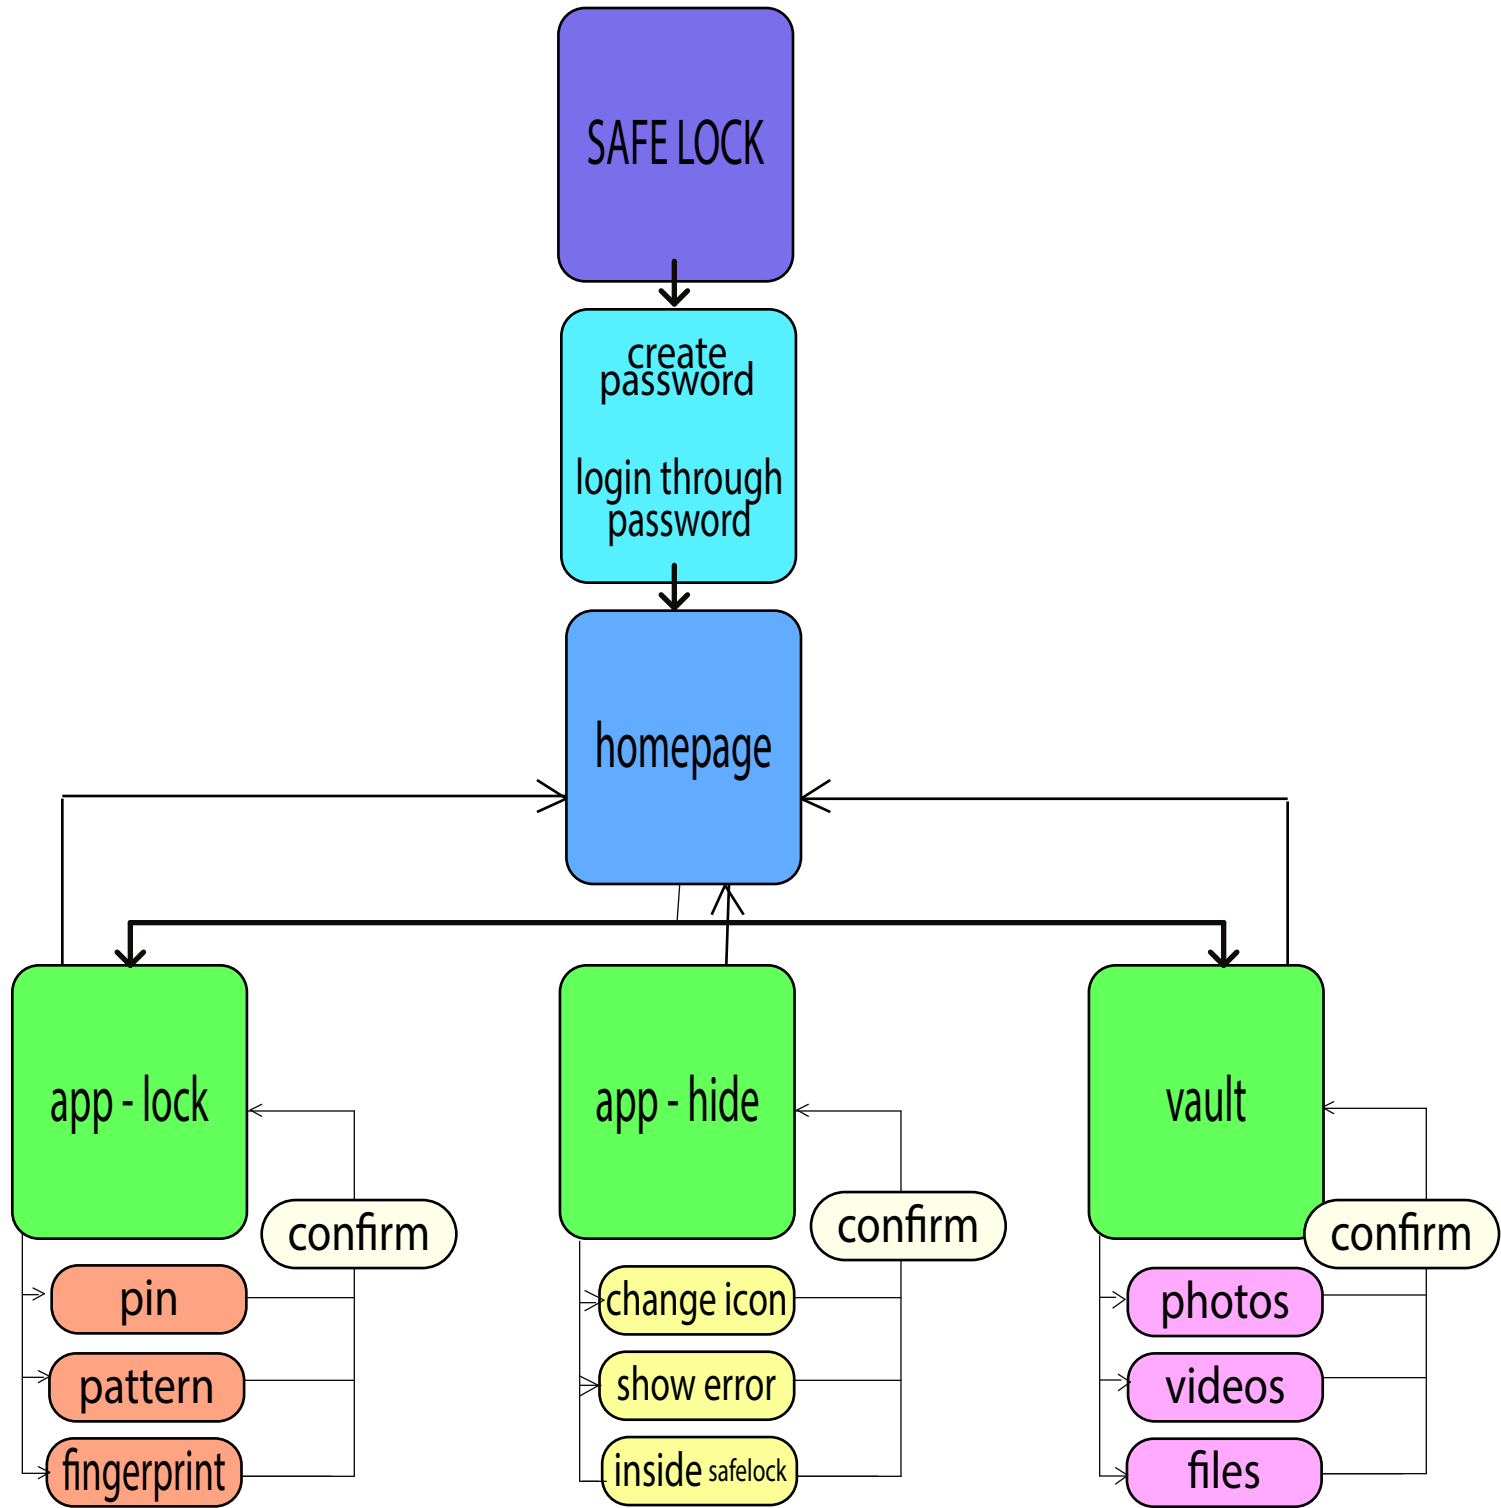 SAFE LOCK
create
password
login through
password
homepage
app - lock
app - hide
vault
confirm
confirm
confirm
pin
change icon
photos
pattern
show error
videos
fingerprint
inside safelock
files